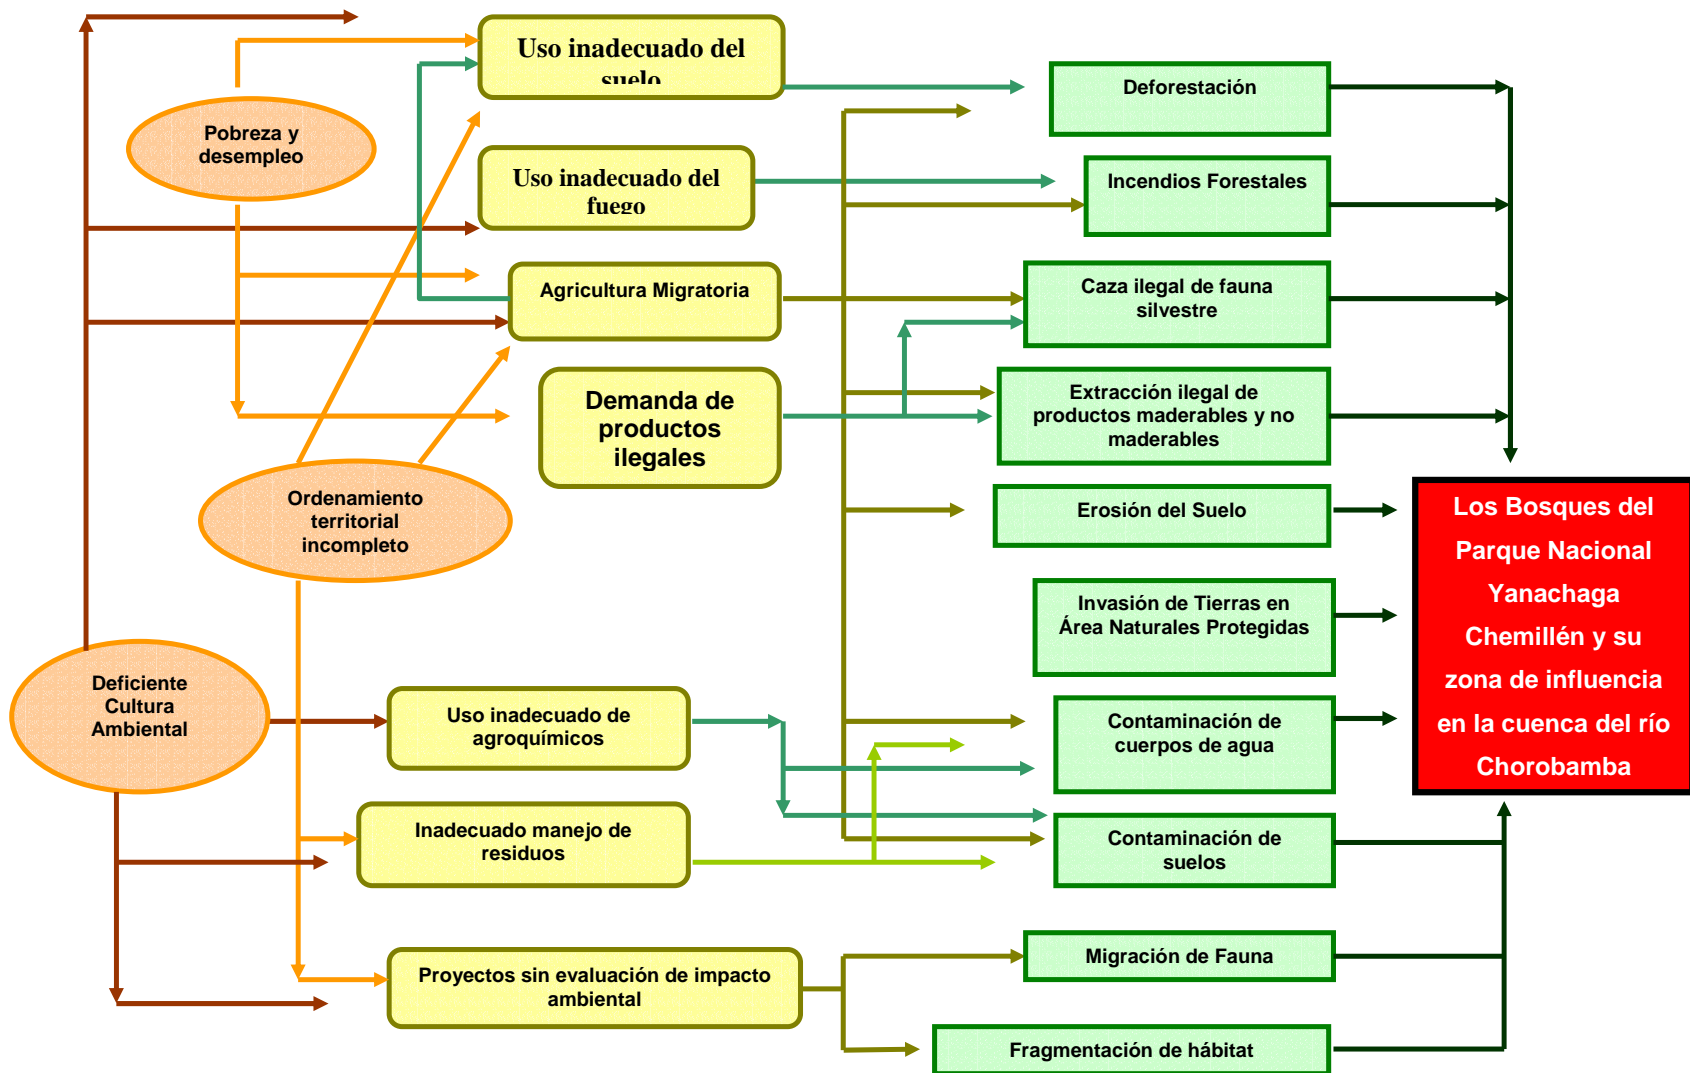 Uso inadecuado del
suelo
Deforestación
Pobreza y
desempleo
Uso inadecuado del
fuego
Incendios Forestales
Agricultura Migratoria
Caza ilegal de fauna
silvestre
Demanda de
productos
ilegales
Extracción ilegal de
productos maderables y no
maderables
Ordenamiento
territorial
incompleto
Erosión del Suelo
Los Bosques del
Parque Nacional
Yanachaga
Chemillén y su
zona de influencia
en la cuenca del río
Chorobamba
Invasión de Tierras en
Área Naturales Protegidas
Deficiente
Cultura
Ambiental
Uso inadecuado de
agroquímicos
Contaminación de
cuerpos de agua
Inadecuado manejo de
residuos
Contaminación de
suelos
Proyectos sin evaluación de impacto
ambiental
Migración de Fauna
Fragmentación de hábitat